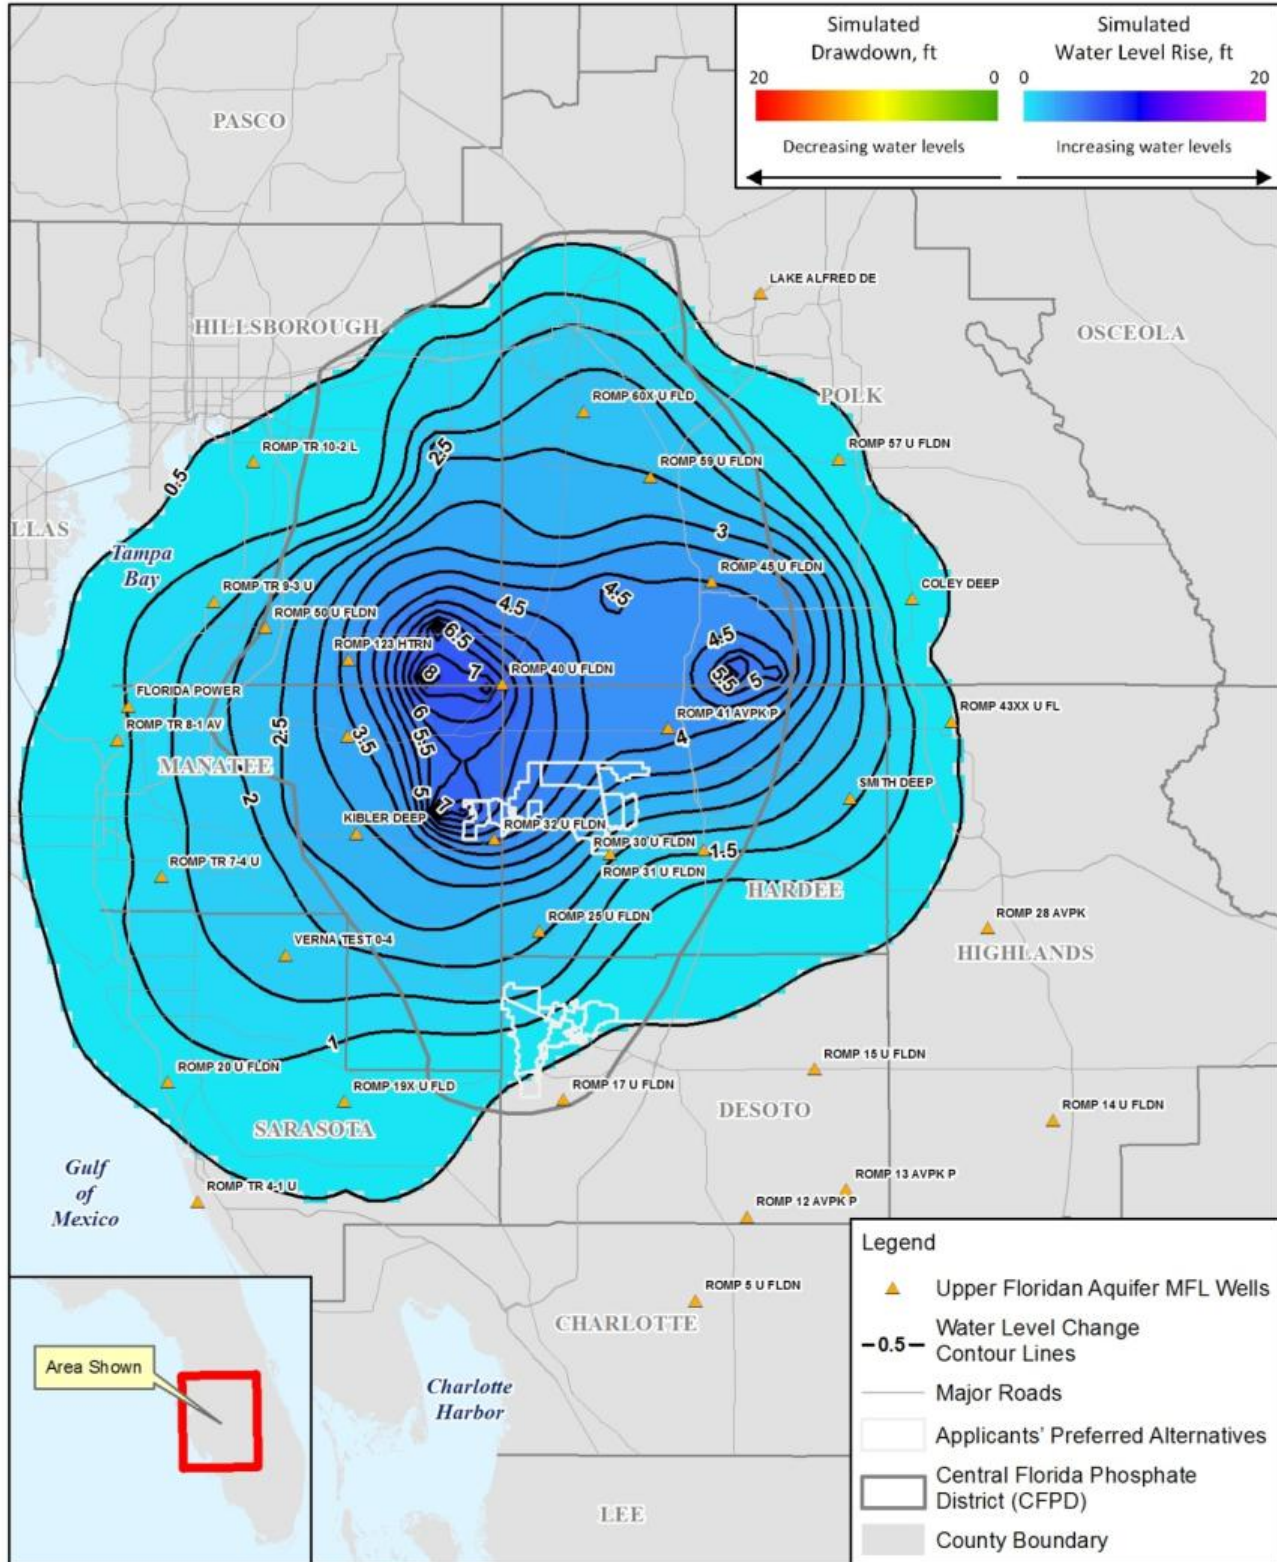 Simulated
Drawdown, ft
20
0
Decreasing water levels
Simulated
Water Level Rise, ft
0
20
Increasing water levels
PASCO
LAKE ALFRED DE
HILLSBOROUGH
OSCEOLA
POLK
ROMP 60X U FLD
ROMP 57 U FLDN
2.5
ROMP TR 10-2 L
ROMP 59 U FLDN
0.5
LLAS
3
Tampa
Bay
ROMP 45 U FLDN
ROMP TR 9-3 U
COLEY DEEP
4.5
4.5
ROMP 50 U FLDN
6.5
4.5
ROMP 123 HTRN
8
7
ROMP 40 U FLDN
5.5
5
FLORIDA POWER
6
ROMP 41 AVPK P
ROMP 43XX U FL
ROMP TR 8-1 AV
2.5
3.5
5.5
4
MANATEE
2
5
7
SMITH DEEP
KIBLER DEEP
ROMP 32 U FLDN
ROMP 30 U FLDN
1.5
ROMP TR 7-4 U
ROMP 31 U FLDN
HARDEE
ROMP 25 U FLDN
ROMP 28 AVPK
VERNA TEST 0-4
HIGHLANDS
1
ROMP 15 U FLDN
ROMP 20 U FLDN
ROMP 19X U FLD
ROMP 17 U FLDN
DESOTO
ROMP 14 U FLDN
SARASOTA
Gulf
of
Mexico
ROMP TR 4-1 U
ROMP 13 AVPK P
ROMP 12 AVPK P
ROMP 5 U FLDN
CHARLOTTE
Area Shown
Charlotte
Harbor
LEE
Legend
Upper Floridan Aquifer MFL Wells
0.5
Water Level Change
Contour Lines
Major Roads
Applicants' Preferred Alternatives
Central Florida Phosphate
District (CFPD)
County Boundary